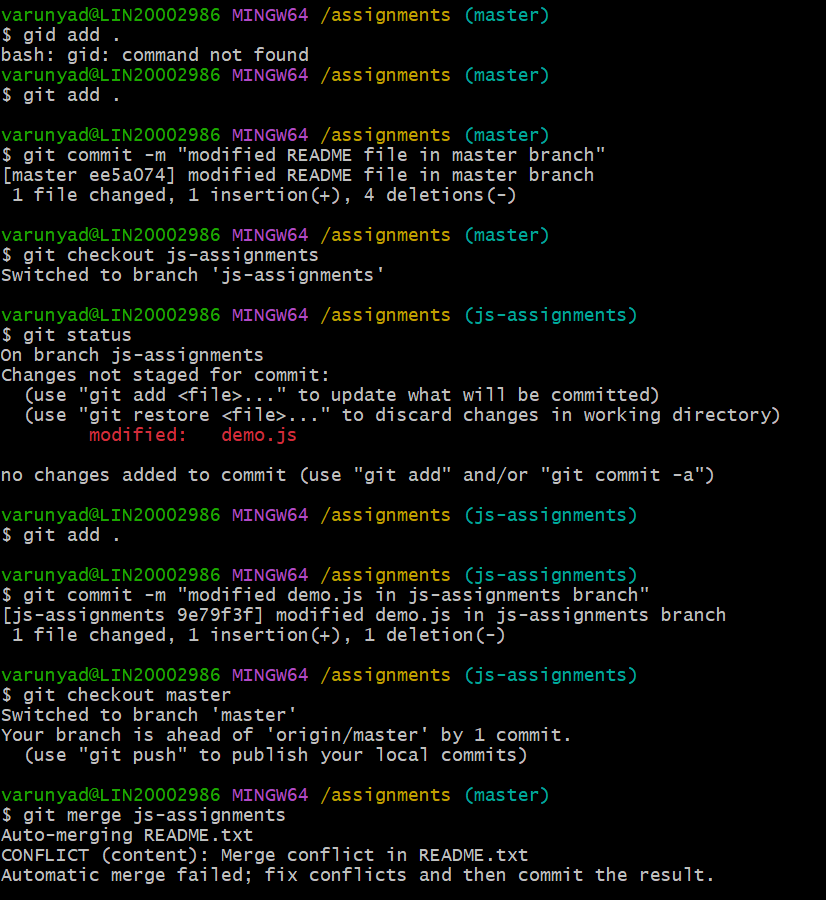 varunyad@LIN20002986 MINGW64 /assignments (master)
$ gid add .
bash: gid: command not found
varunyad@LIN20002986 MINGW64 /assignments (master)
$ git add .
varunyad@LIN20002986 MINGW64 /assignments (master)
$ git commit -m "modified README file in master branch"
[master ee5a074] modified README file in master branch
 1 file changed, 1 insertion(+), 4 deletions(-)
varunyad@LIN20002986 MINGW64 /assignments (master)
$ git checkout js-assignments
Switched to branch 'js-assignments'
varunyad@LIN20002986 MINGW64 /assignments (js-assignments)
$ git status
On branch js-assignments
Changes not staged for commit:
  (use "git add <file>..." to update what will be committed)
  (use "git restore <file>..." to discard changes in working directory)
        modified:   demo.js
no changes added to commit (use "git add" and/or "git commit -a")
varunyad@LIN20002986 MINGW64 /assignments (js-assignments)
$ git add .
varunyad@LIN20002986 MINGW64 /assignments (js-assignments)
$ git commit -m "modified demo.js in js-assignments branch"
[js-assignments 9e79f3f] modified demo.js in js-assignments branch
 1 file changed, 1 insertion(+), 1 deletion(-)
varunyad@LIN20002986 MINGW64 /assignments (js-assignments)
$ git checkout master
Switched to branch 'master'
Your branch is ahead of 'origin/master' by 1 commit.
  (use "git push" to publish your local commits)
varunyad@LIN20002986 MINGW64 /assignments (master)
$ git merge js-assignments
Auto-merging README.txt
CONFLICT (content): Merge conflict in README.txt
Automatic merge failed; fix conflicts and then commit the result.